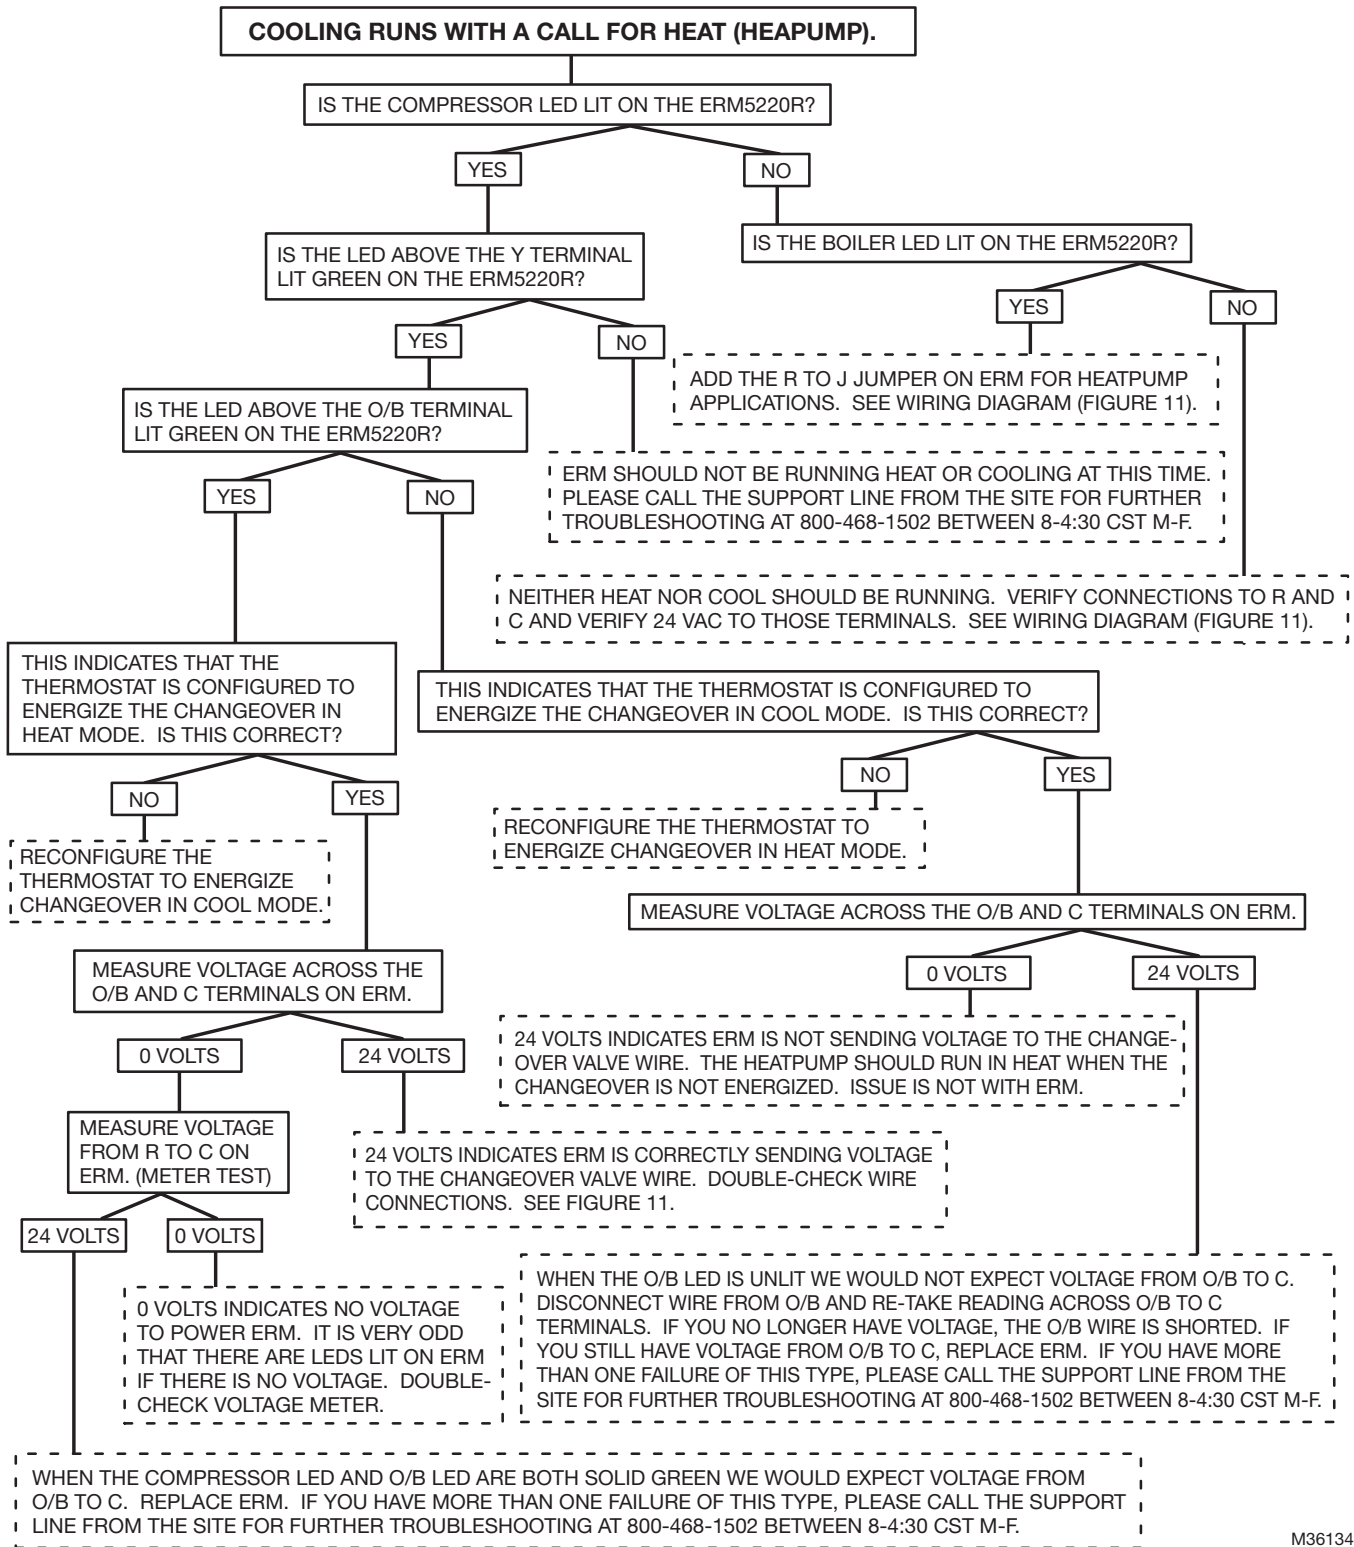 COOLING RUNS WITH A CALL FOR HEAT (HEAPUMP).
IS THE COMPRESSOR LED LIT ON THE ERM5220R?
YES
NO
IS THE LED ABOVE THE Y TERMINAL
LIT GREEN ON THE ERM5220R?
IS THE BOILER LED LIT ON THE ERM5220R?
YES
NO
YES
NO
ADD THE R TO J JUMPER ON ERM FOR HEATPUMP
APPLICATIONS. SEE WIRING DIAGRAM (FIGURE 11).
IS THE LED ABOVE THE O/B TERMINAL
LIT GREEN ON THE ERM5220R?
ERM SHOULD NOT BE RUNNING HEAT OR COOLING AT THIS TIME.
PLEASE CALL THE SUPPORT LINE FROM THE SITE FOR FURTHER
TROUBLESHOOTING AT 800-468-1502 BETWEEN 8-4:30 CST M-F.
YES
NO
NEITHER HEAT NOR COOL SHOULD BE RUNNING. VERIFY CONNECTIONS TO R AND
C AND VERIFY 24 VAC TO THOSE TERMINALS. SEE WIRING DIAGRAM (FIGURE 11).
THIS INDICATES THAT THE
THERMOSTAT IS CONFIGURED TO
ENERGIZE THE CHANGEOVER IN
HEAT MODE. IS THIS CORRECT?
THIS INDICATES THAT THE THERMOSTAT IS CONFIGURED TO
ENERGIZE THE CHANGEOVER IN COOL MODE. IS THIS CORRECT?
NO
YES
NO
YES
RECONFIGURE THE
THERMOSTAT TO ENERGIZE
CHANGEOVER IN COOL MODE.
RECONFIGURE THE THERMOSTAT TO
ENERGIZE CHANGEOVER IN HEAT MODE.
MEASURE VOLTAGE ACROSS THE O/B AND C TERMINALS ON ERM.
MEASURE VOLTAGE ACROSS THE
O/B AND C TERMINALS ON ERM.
0 VOLTS
24 VOLTS
0 VOLTS
24 VOLTS
24 VOLTS INDICATES ERM IS NOT SENDING VOLTAGE TO THE CHANGE-
OVER VALVE WIRE. THE HEATPUMP SHOULD RUN IN HEAT WHEN THE
CHANGEOVER IS NOT ENERGIZED. ISSUE IS NOT WITH ERM.
MEASURE VOLTAGE
FROM R TO C ON
ERM. (METER TEST)
24 VOLTS INDICATES ERM IS CORRECTLY SENDING VOLTAGE
TO THE CHANGEOVER VALVE WIRE. DOUBLE-CHECK WIRE
CONNECTIONS. SEE FIGURE 11.
24 VOLTS
0 VOLTS
0 VOLTS INDICATES NO VOLTAGE
TO POWER ERM. IT IS VERY ODD
THAT THERE ARE LEDS LIT ON ERM
IF THERE IS NO VOLTAGE. DOUBLE-
CHECK VOLTAGE METER.
WHEN THE O/B LED IS UNLIT WE WOULD NOT EXPECT VOLTAGE FROM O/B TO C.
DISCONNECT WIRE FROM O/B AND RE-TAKE READING ACROSS O/B TO C
TERMINALS. IF YOU NO LONGER HAVE VOLTAGE, THE O/B WIRE IS SHORTED. IF
YOU STILL HAVE VOLTAGE FROM O/B TO C, REPLACE ERM. IF YOU HAVE MORE
THAN ONE FAILURE OF THIS TYPE, PLEASE CALL THE SUPPORT LINE FROM THE
SITE FOR FURTHER TROUBLESHOOTING AT 800-468-1502 BETWEEN 8-4:30 CST M-F.
WHEN THE COMPRESSOR LED AND O/B LED ARE BOTH SOLID GREEN WE WOULD EXPECT VOLTAGE FROM
O/B TO C. REPLACE ERM. IF YOU HAVE MORE THAN ONE FAILURE OF THIS TYPE, PLEASE CALL THE SUPPORT
LINE FROM THE SITE FOR FURTHER TROUBLESHOOTING AT 800-468-1502 BETWEEN 8-4:30 CST M-F.
M36134